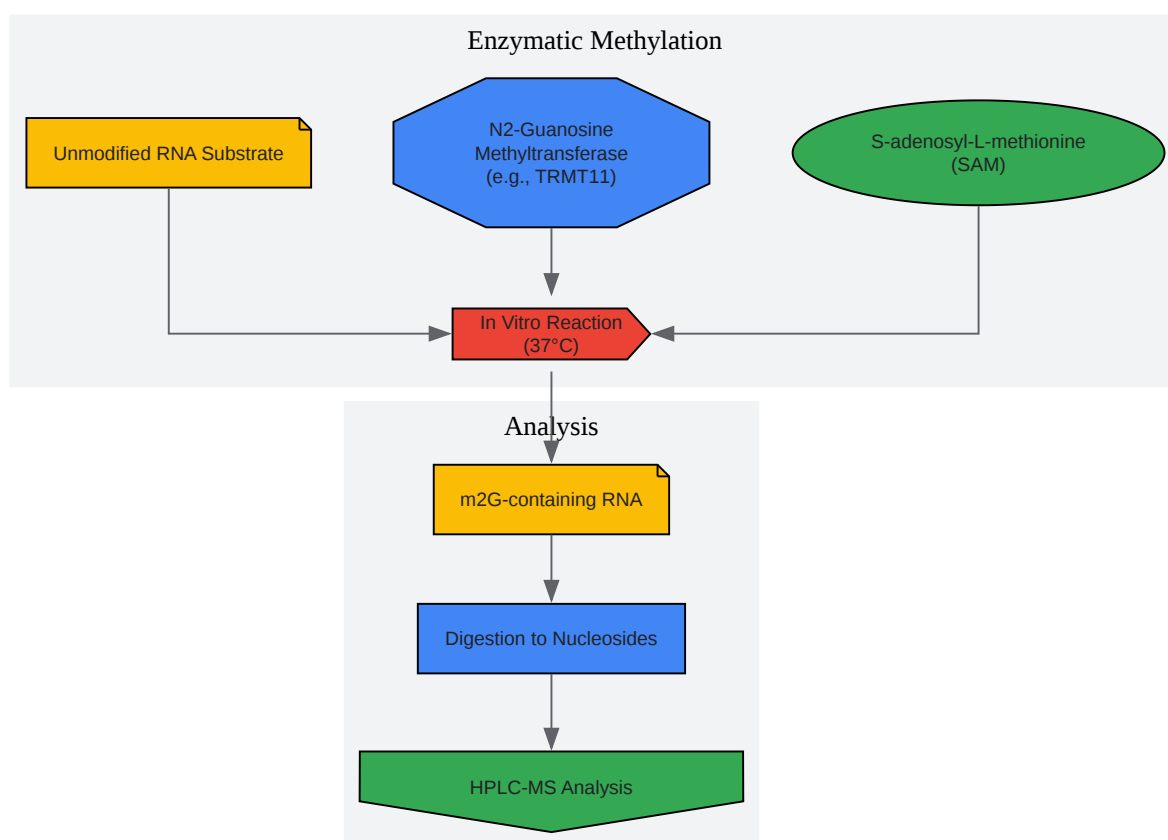 Enzymatic Methylation
Unmodified RNA Substrate
N2-Guanosine
Methyltransferase
(e.g., TRMT11)
S-adenosyl-L-methionine
(SAM)
In Vitro Reaction
(37°C)
Analysis
m2G-containing RNA
Digestion to Nucleosides
HPLC-MS Analysis